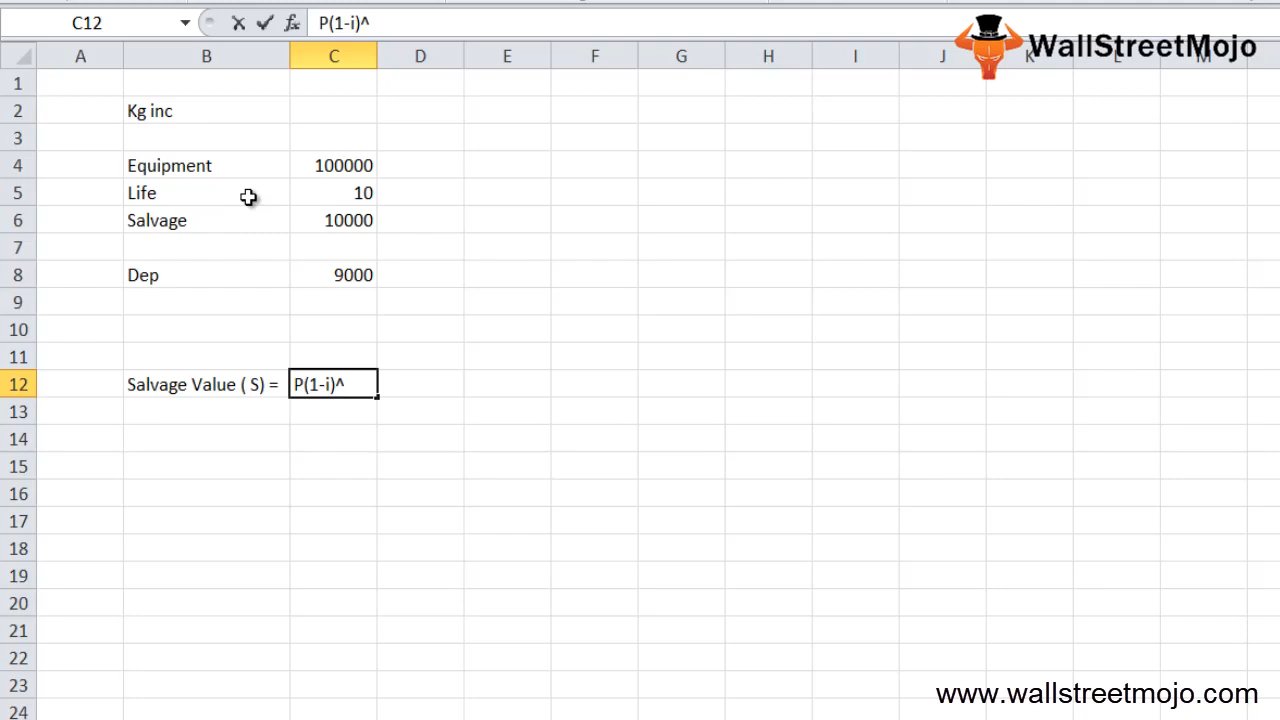 C12 fx P(1-i)^
WallStreetMojo
A B C D E F G H I J K L M
1
2 Kg inc
3
4 Equipment 100000
5 Life 10
6 Salvage 10000
7
8 Dep 9000
9
10
11
12 Salvage Value ( S) = P(1-i)^
13
14
15
16
17
18
19
20
21
22
23
www.wallstreetmojo.com
24